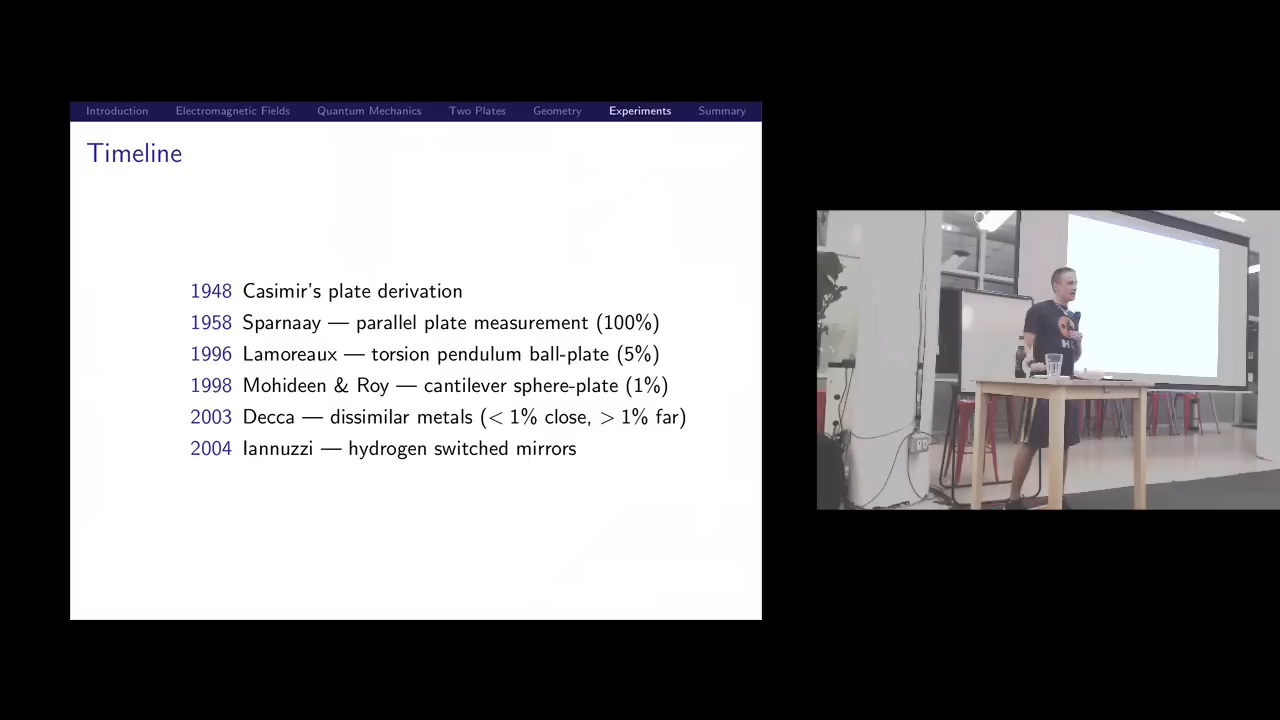 Introduction Electromagnetic Fields Quantum Mechanics Two Plates Geometry Experiments Summary
Timeline
1948 Casimir's plate derivation
1958 Sparnaay — parallel plate measurement (100%)
1996 Lamoreaux — torsion pendulum ball-plate (5%)
1998 Mohideen & Roy — cantilever sphere-plate (1%)
2003 Decca — dissimilar metals (< 1% close, > 1% far)
2004 Iannuzzi — hydrogen switched mirrors